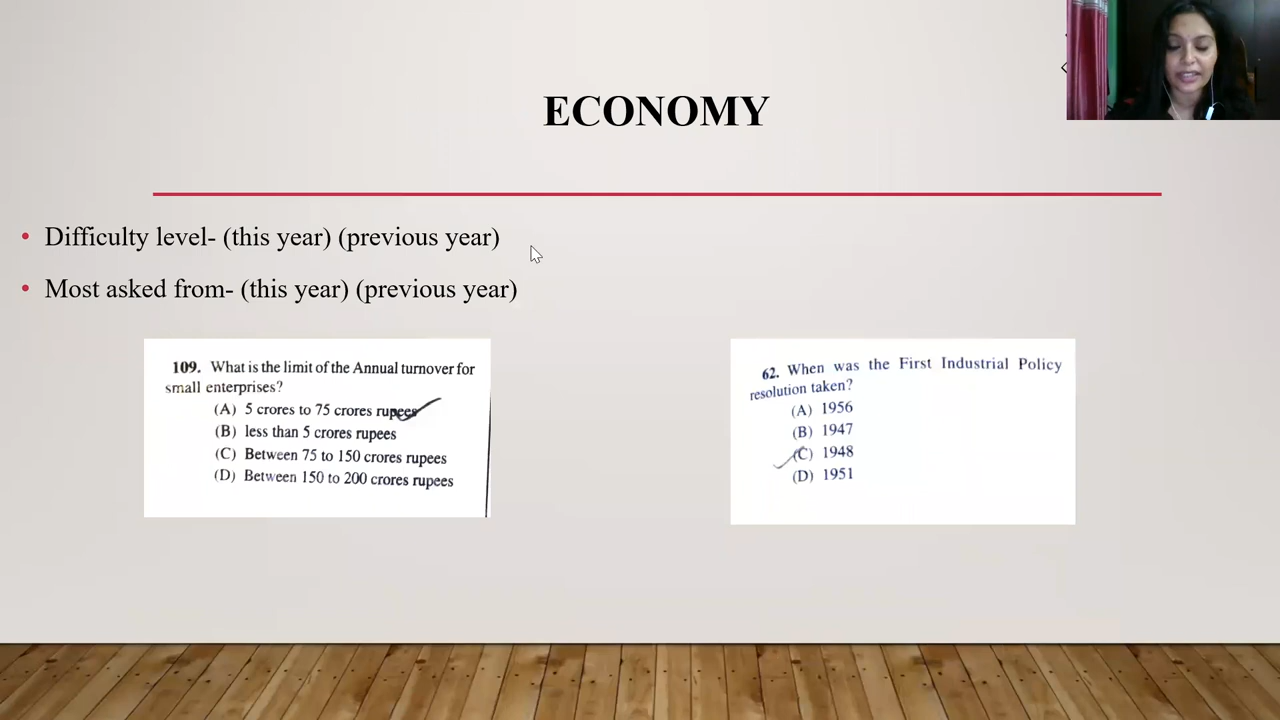 ECONOMY
• Difficulty level- (this year) (previous year)
• Most asked from- (this year) (previous year)
109. What is the limit of the Annual turnover for
small enterprises?
(A) 5 crores to 75 crores rupees
(B) less than 5 crores rupees
(C) Between 75 to 150 crores rupees
(D) Between 150 to 200 crores rupees
62. When was the First Industrial Policy
resolution taken?
(A) 1956
(B) 1947
(C) 1948
(D) 1951